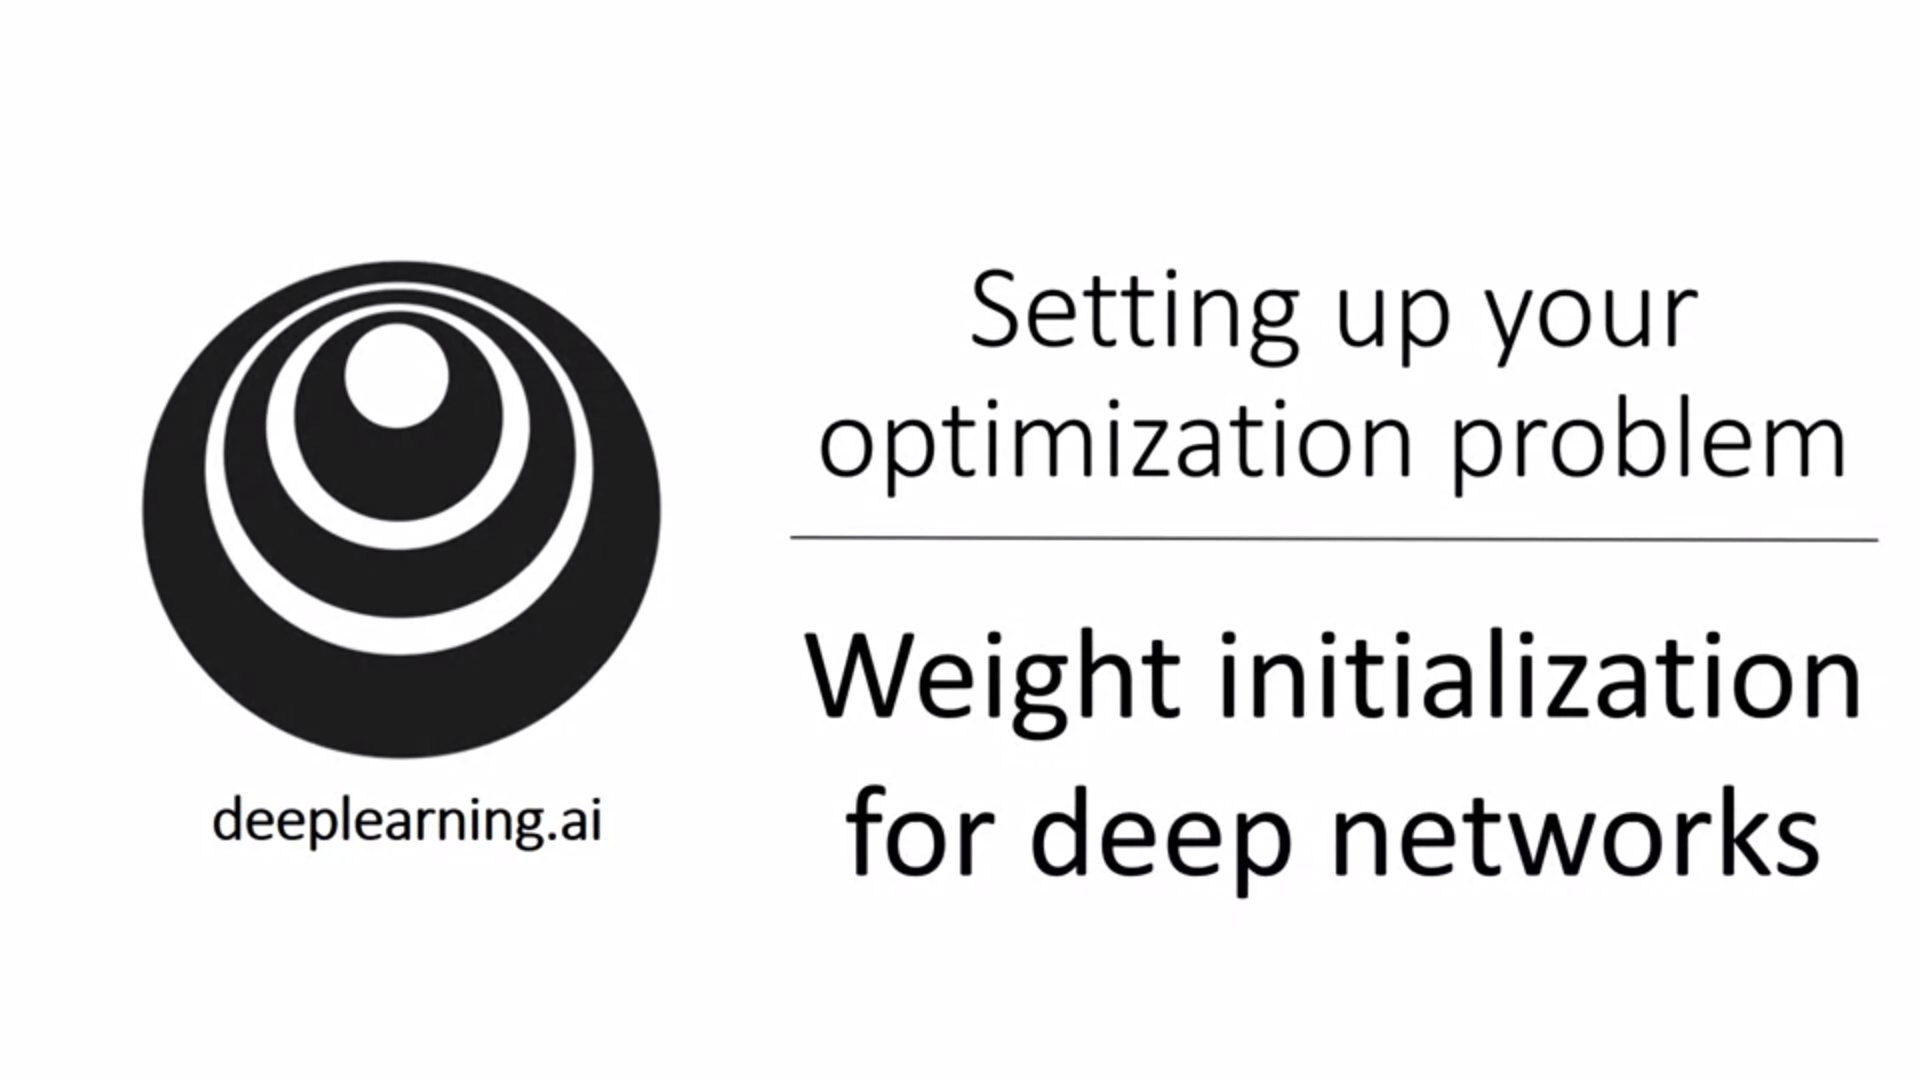 Setting up your
optimization problem
Weight initialization
for deep networks
deeplearning.ai